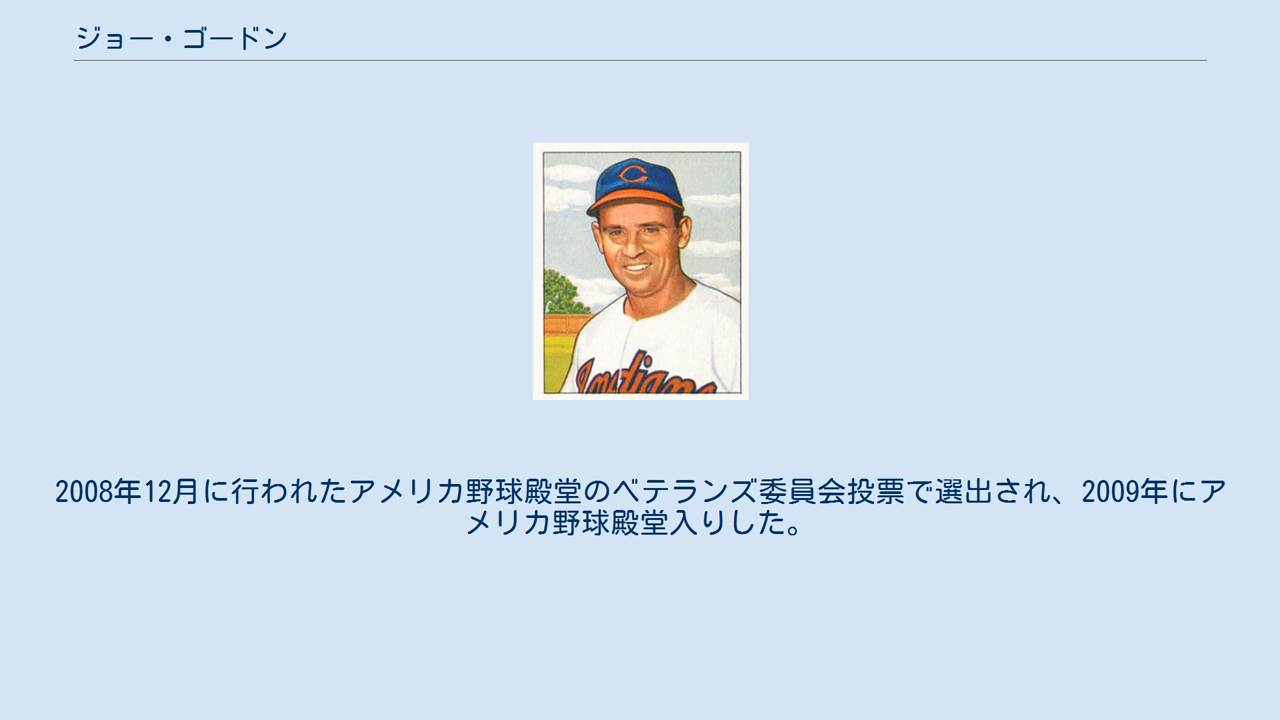 ジョー・ゴードン
C
Indians
2008年12月に行われたアメリカ野球殿堂のベテランズ委員会投票で選出され、2009年にア
メリカ野球殿堂入りした。